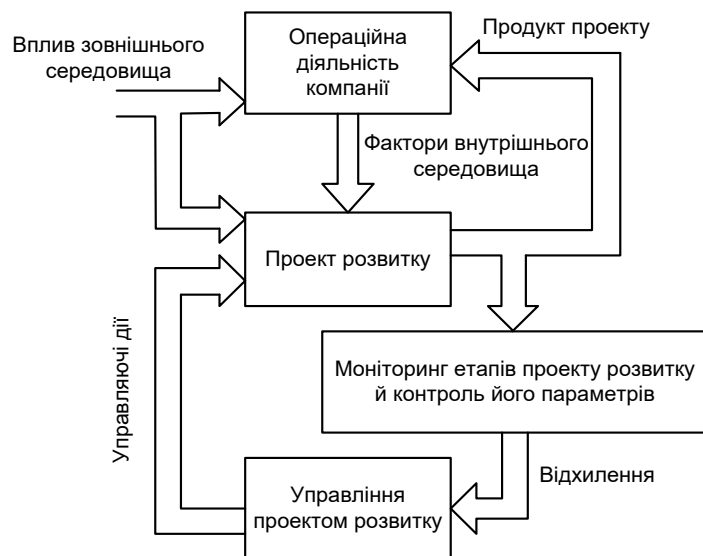 Вплив зовнішнього
середовища
Операційна
діяльність
компанії
Продукт проекту
Фактори внутрішнього
середовища
Проект розвитку
Управляючі дії
Моніторинг етапів проекту розвитку
й контроль його параметрів
Відхилення
Управління
проектом розвитку